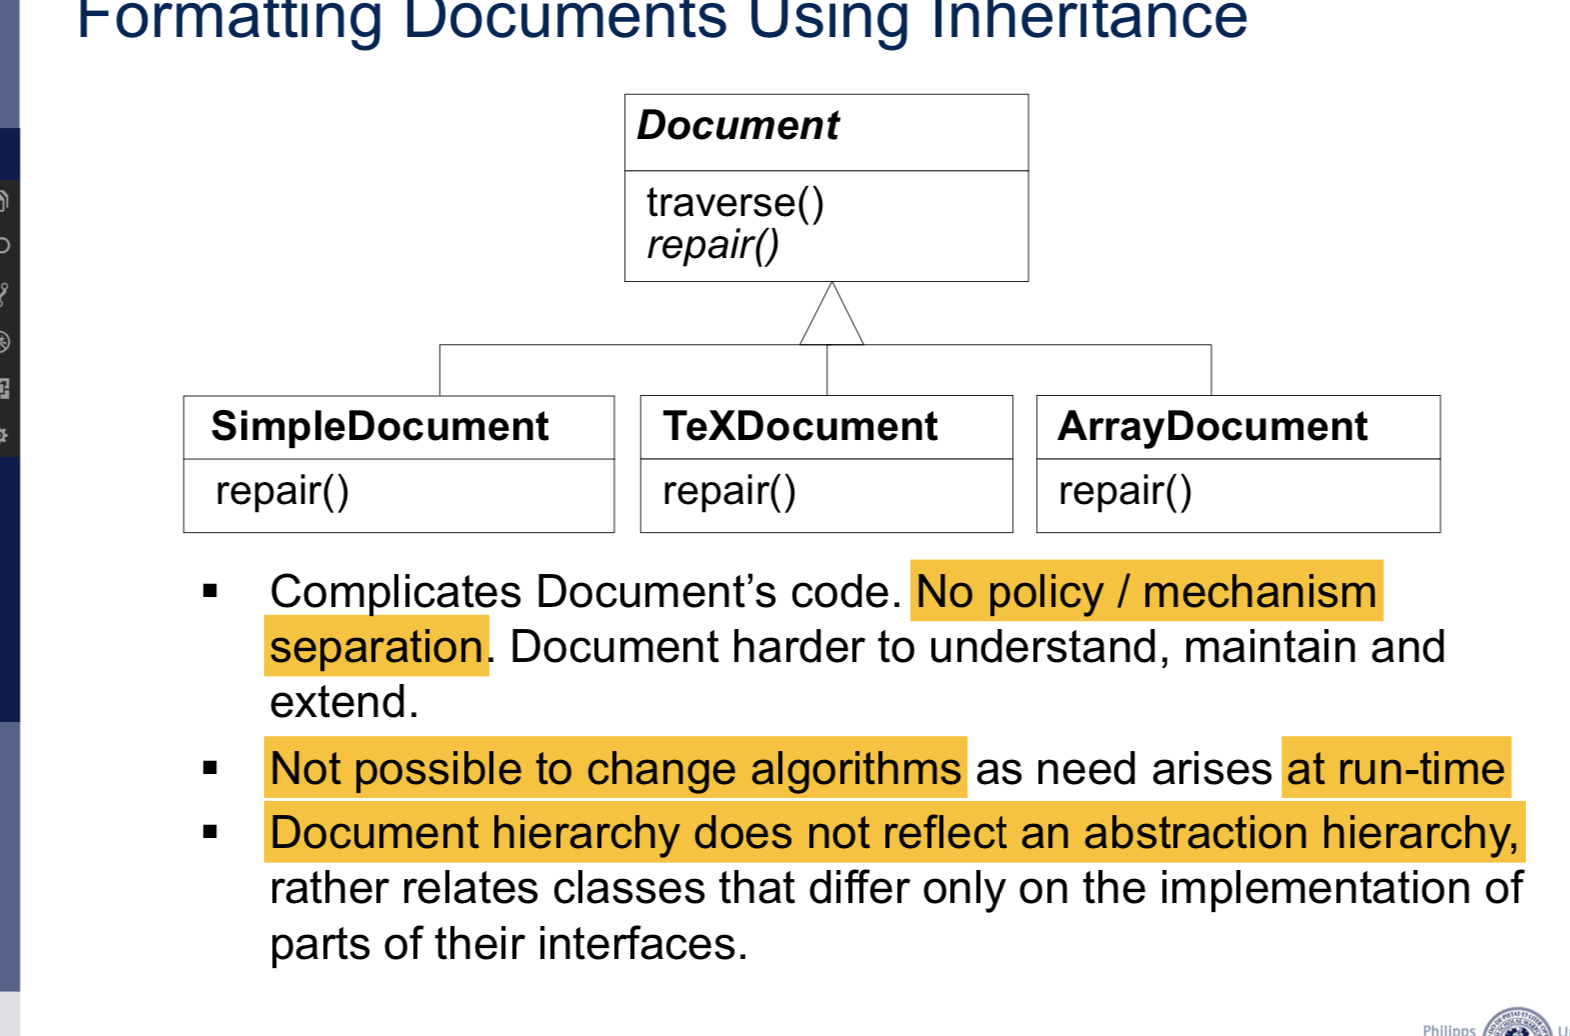 Formatting Documents Using Inheritance
Document
traverse()
repair()
SimpleDocument
TeXDocument
ArrayDocument
repair()
repair()
repair()
Complicates Document’s code. No policy / mechanism
separation. Document harder to understand, maintain and
extend.
Not possible to change algorithms as need arises at run-time
Document hierarchy does not reflect an abstraction hierarchy,
rather relates classes that differ only on the implementation of
parts of their interfaces.
Philipps